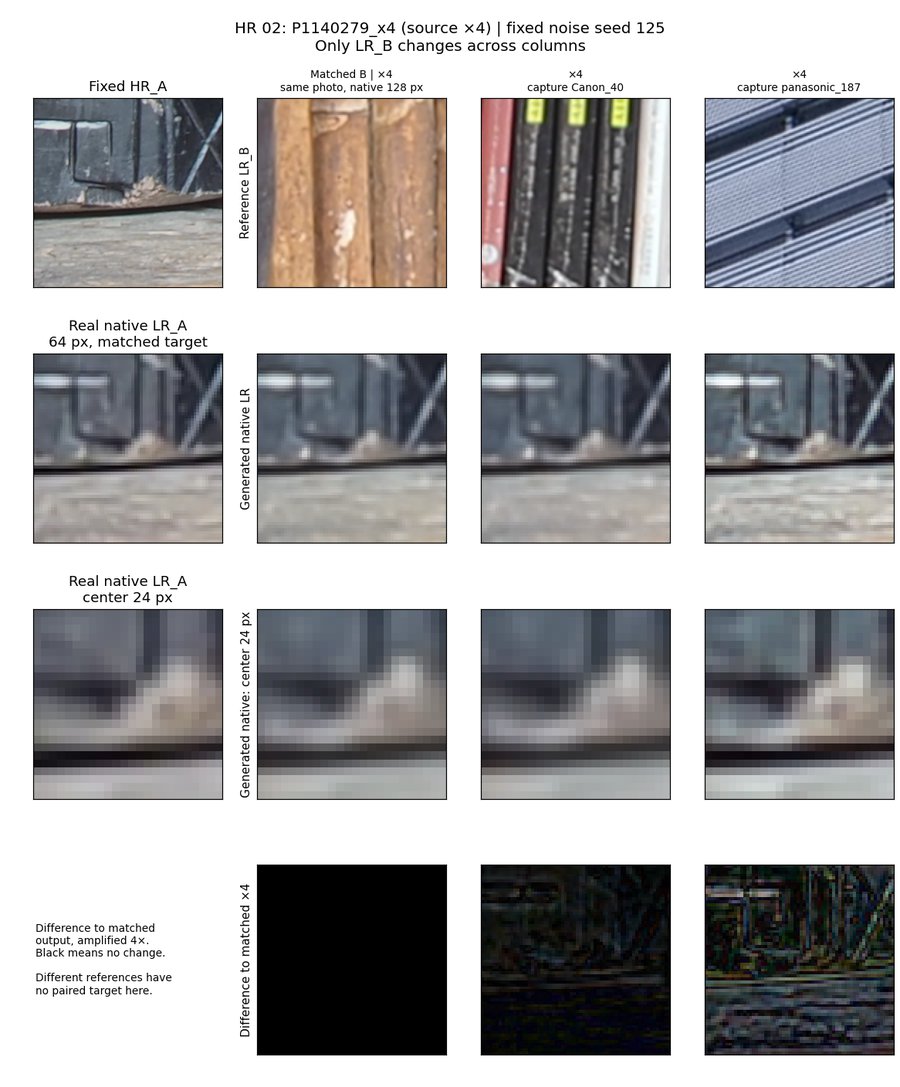 HR 02: P1140279_x4 (source ×4) | fixed noise seed 125
Only LR_B changes across columns
Fixed HR_A
Matched B | ×4
same photo, native 128 px
×4
capture Canon_40
×4
capture panasonic_187
Reference LR_B
Real native LR_A
64 px, matched target
Generated native LR
Real native LR_A
center 24 px
Generated native: center 24 px
Difference to matched
output, amplified 4×.
Black means no change.
Different references have
no paired target here.
Difference to matched ×4